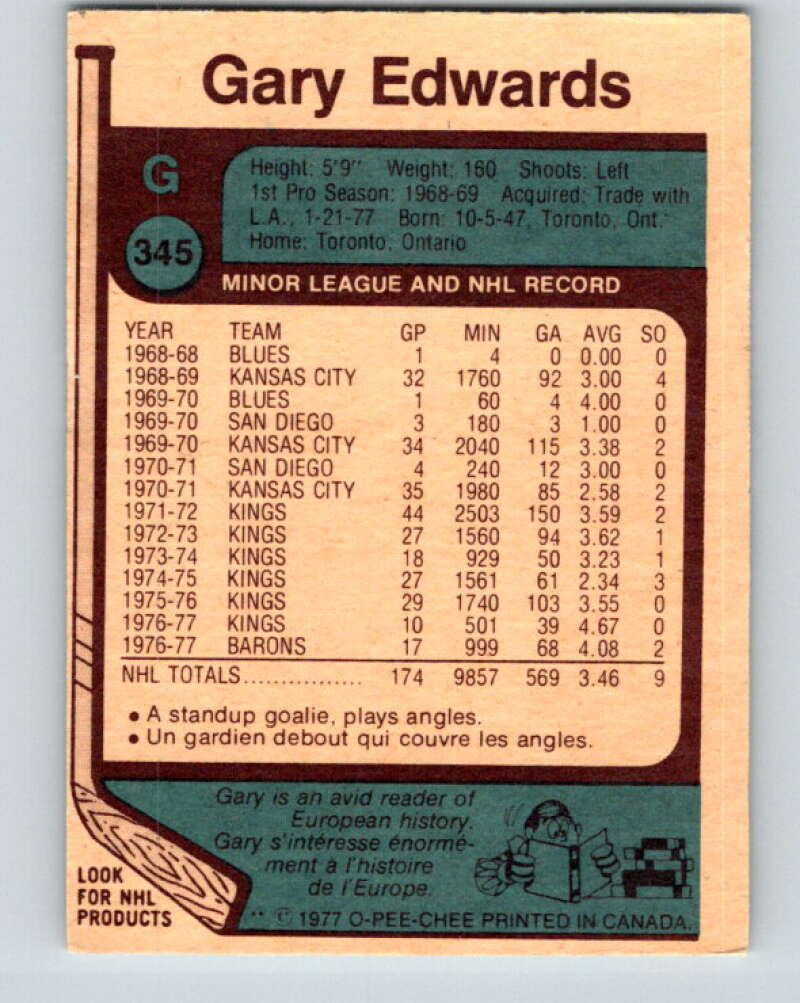 Gary Edwards
G
345
Height: 5'9" Weight: 160 Shoots: Left
1st Pro Season: 1968-69 Acquired: Trade with
L.A., 1-21-77 Born: 10-5-47, Toronto, Ont.
Home: Toronto, Ontario
MINOR LEAGUE AND NHL RECORD
YEAR TEAM GP MIN GA AVG SO
1968-68 BLUES 1 4 0 0.00 0
1968-69 KANSAS CITY 32 1760 92 3.00 4
1969-70 BLUES 1 60 4 4.00 0
1969-70 SAN DIEGO 3 180 3 1.00 0
1969-70 KANSAS CITY 34 2040 115 3.38 2
1970-71 SAN DIEGO 4 240 12 3.00 0
1970-71 KANSAS CITY 35 1980 85 2.58 2
1971-72 KINGS 44 2503 150 3.59 2
1972-73 KINGS 27 1560 94 3.62 1
1973-74 KINGS 18 929 50 3.23 1
1974-75 KINGS 27 1561 61 2.34 3
1975-76 KINGS 29 1740 103 3.55 0
1976-77 KINGS 10 501 39 4.67 0
1976-77 BARONS 17 999 68 4.08 2
NHL TOTALS................ 174 9857 569 3.46 9
• A standup goalie, plays angles.
• Un gardien debout qui couvre les angles.
Gary is an avid reader of
European history.
Gary s'intéresse énormé-
ment à l'histoire
de l'Europe.
LOOK
FOR NHL
PRODUCTS
** © 1977 O-PEE-CHEE PRINTED IN CANADA.